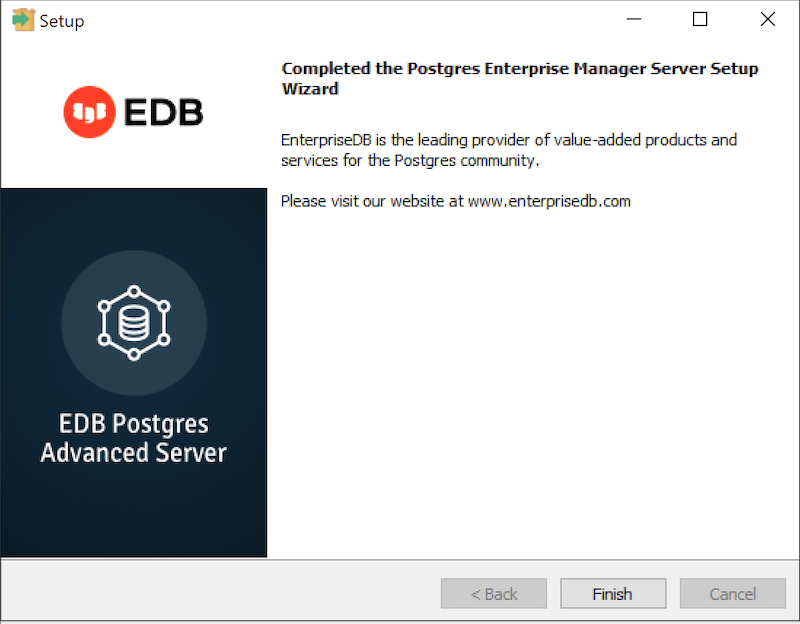 Setup
EDB
Completed the Postgres Enterprise Manager Server Setup
Wizard
EnterpriseDB is the leading provider of value-added products and
services for the Postgres community.
Please visit our website at www.enterprisedb.com
EDB Postgres
Advanced Server
< Back
Finish
Cancel